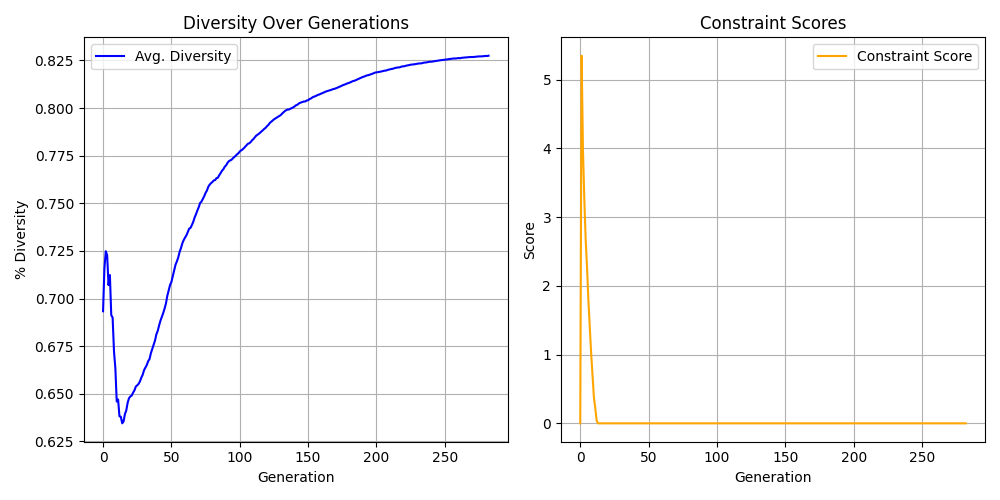 Diversity Over Generations
Avg. Diversity
% Diversity
0.825
0.800
0.775
0.750
0.725
0.700
0.675
0.650
0.625
0 50 100 150 200 250
Generation
Constraint Scores
Constraint Score
Score
5
4
3
2
1
0
0 50 100 150 200 250
Generation